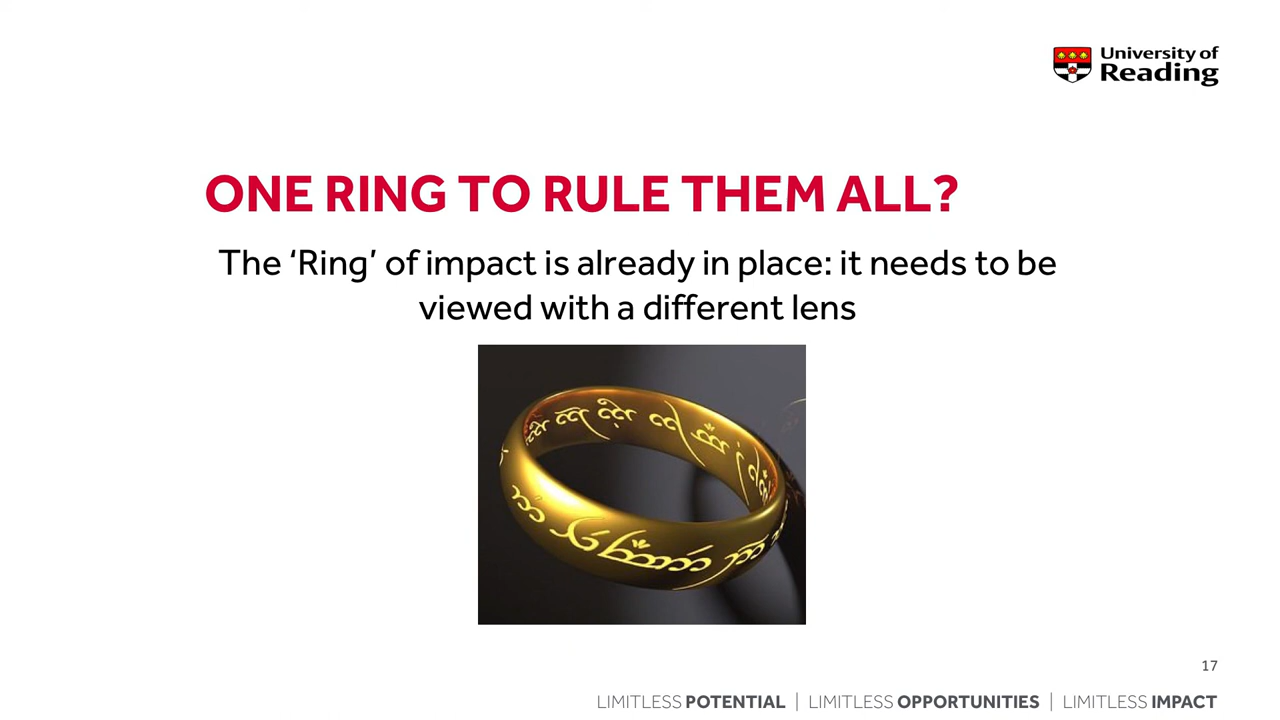 University of
Reading
ONE RING TO RULE THEM ALL?
The ‘Ring’ of impact is already in place: it needs to be
viewed with a different lens
17
LIMITLESS POTENTIAL | LIMITLESS OPPORTUNITIES | LIMITLESS IMPACT